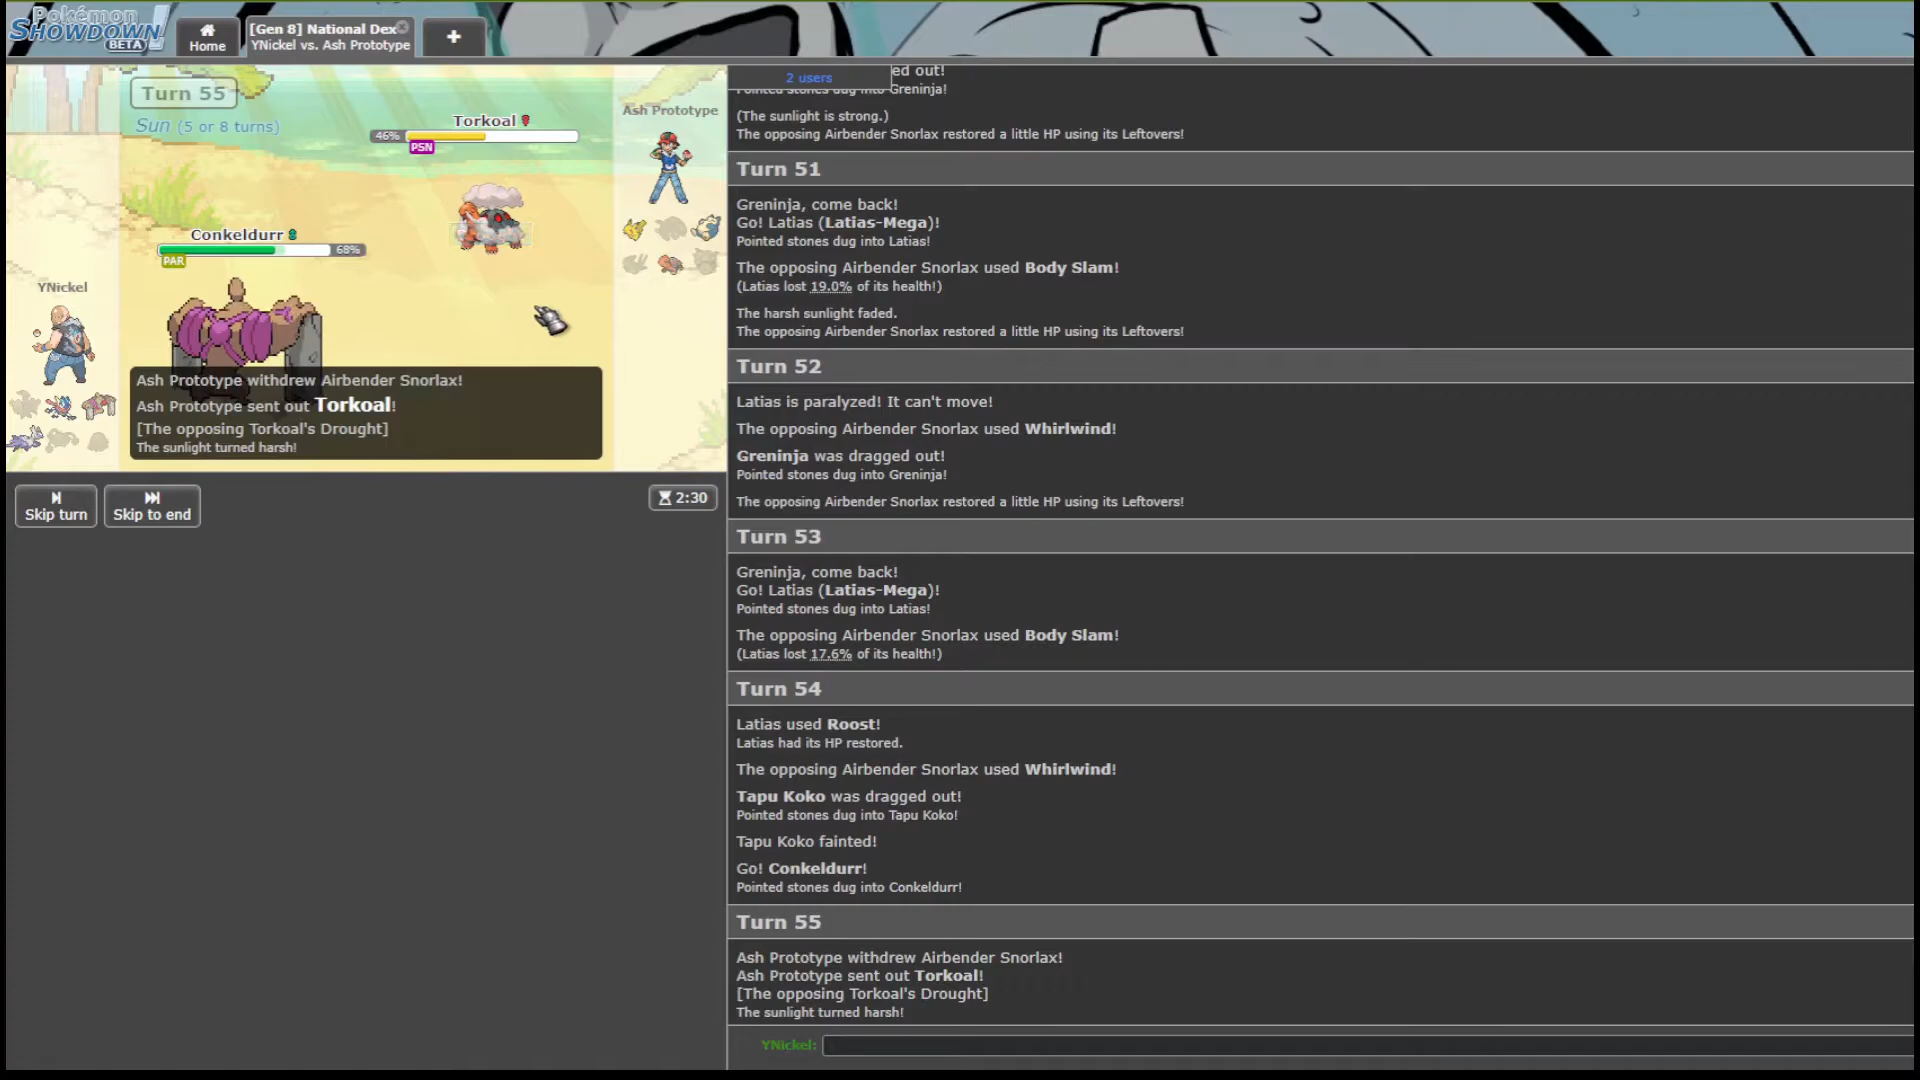 Pokémon
SHOWDOWN!
BETA
Home
[Gen 8] National Dex
YNickel vs. Ash Prototype
+
Turn 55
Sun (5 or 8 turns)
Torkoal
46%
PSN
Conkeldurr
68%
PAR
Ash Prototype
YNickel
Ash Prototype withdrew Airbender Snorlax!
Ash Prototype sent out Torkoal!
[The opposing Torkoal's Drought]
The sunlight turned harsh!
Skip turn
Skip to end
2:30
2 users
ed out!
Pointed stones dug into Greninja!
(The sunlight is strong.)
The opposing Airbender Snorlax restored a little HP using its Leftovers!
Turn 51
Greninja, come back!
Go! Latias (Latias-Mega)!
Pointed stones dug into Latias!
The opposing Airbender Snorlax used Body Slam!
(Latias lost 19.0% of its health!)
The harsh sunlight faded.
The opposing Airbender Snorlax restored a little HP using its Leftovers!
Turn 52
Latias is paralyzed! It can't move!
The opposing Airbender Snorlax used Whirlwind!
Greninja was dragged out!
Pointed stones dug into Greninja!
The opposing Airbender Snorlax restored a little HP using its Leftovers!
Turn 53
Greninja, come back!
Go! Latias (Latias-Mega)!
Pointed stones dug into Latias!
The opposing Airbender Snorlax used Body Slam!
(Latias lost 17.6% of its health!)
Turn 54
Latias used Roost!
Latias had its HP restored.
The opposing Airbender Snorlax used Whirlwind!
Tapu Koko was dragged out!
Pointed stones dug into Tapu Koko!
Tapu Koko fainted!
Go! Conkeldurr!
Pointed stones dug into Conkeldurr!
Turn 55
Ash Prototype withdrew Airbender Snorlax!
Ash Prototype sent out Torkoal!
[The opposing Torkoal's Drought]
The sunlight turned harsh!
YNickel: